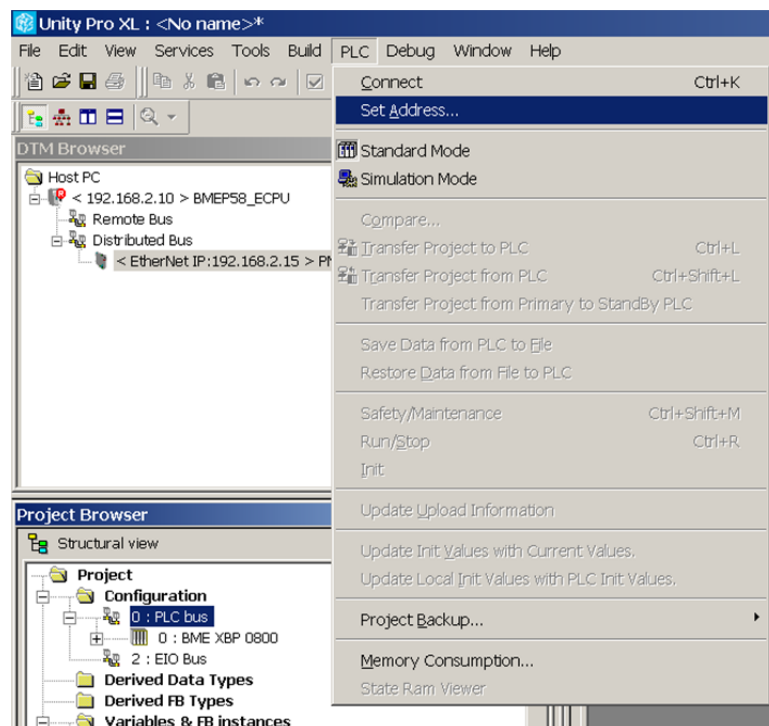 Unity Pro XL : <No name>*
File Edit View Services Tools Build PLC Debug Window Help
Connect Ctrl+K
Set Address...
Standard Mode
Simulation Mode
Compare...
Transfer Project to PLC Ctrl+L
Transfer Project from PLC Ctrl+Shift+L
Transfer Project from Primary to StandBy PLC
Save Data from PLC to File
Restore Data from File to PLC
Safety/Maintenance Ctrl+Shift+M
Run/Stop Ctrl+R
Init
Update Upload Information
Update Init Values with Current Values.
Update Local Init Values with PLC Init Values.
Project Backup...
Memory Consumption...
State Ram Viewer
DTM Browser
Host PC
< 192.168.2.10 > BMEP58_ECPU
Remote Bus
Distributed Bus
< EtherNet IP:192.168.2.15 >
Project Browser
Structural view
Project
Configuration
0 : PLC bus
0 : BME XBP 0800
2 : EIO Bus
Derived Data Types
Derived FB Types
Variables & FB instances